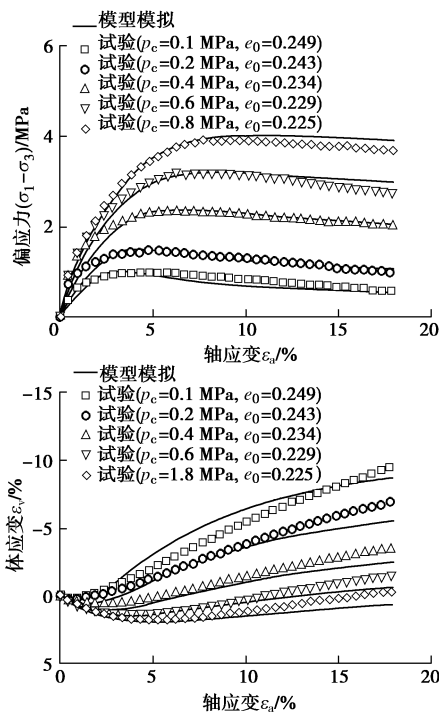 模型模拟
试验(pc=0.1 MPa, e0=0.249)
试验(pc=0.2 MPa, e0=0.243)
试验(pc=0.4 MPa, e0=0.234)
试验(pc=0.6 MPa, e0=0.229)
试验(pc=0.8 MPa, e0=0.225)
6
4
2
0
5
10
15
20
偏应力(σ1−σ3)/MPa
轴应变εa/%
模型模拟
试验(pc=0.1 MPa, e0=0.249)
试验(pc=0.2 MPa, e0=0.243)
试验(pc=0.4 MPa, e0=0.234)
试验(pc=0.6 MPa, e0=0.229)
试验(pc=1.8 MPa, e0=0.225)
-15
-10
-5
0
5
0
5
10
15
20
体应变εv/%
轴应变εa/%